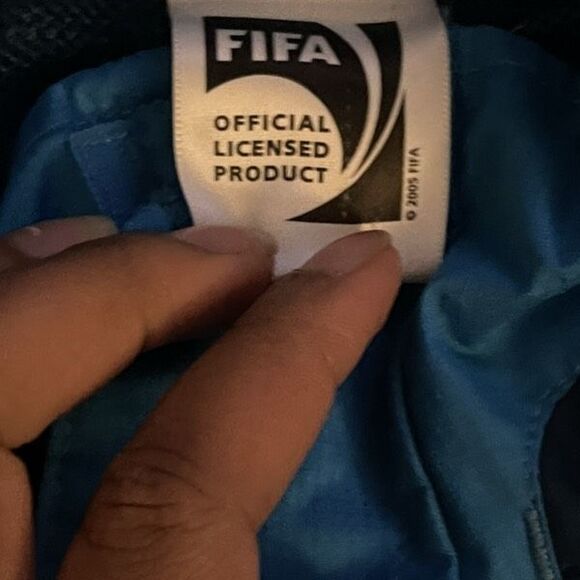 FIFA
OFFICIAL
LICENSED
PRODUCT
© 2005 FIFA